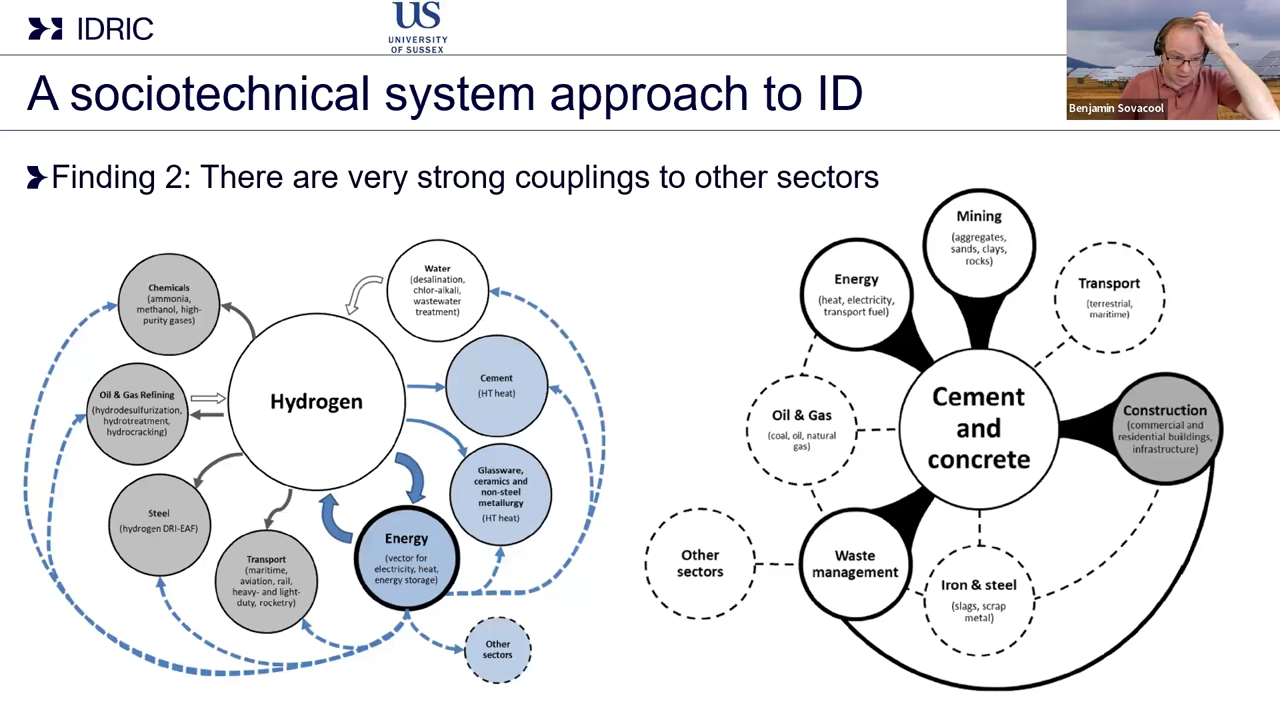 IDRIC
US
UNIVERSITY
OF SUSSEX
Benjamin Sovacool
A sociotechnical system approach to ID
Finding 2: There are very strong couplings to other sectors
Chemicals
(ammonia,
methanol, high-
purity gases)
Oil & Gas Refining
(hydrodesulfurization,
hydrotreatment,
hydrocracking)
Steel
(hydrogen DRI-EAF)
Transport
(maritime,
aviation, rail,
heavy- and light-
duty, rocketry)
Hydrogen
Water
(desalination,
chlor-alkali,
wastewater
treatment)
Cement
(HT heat)
Glassware,
ceramics and
non-steel
metallurgy
(HT heat)
Energy
(vector for
electricity, heat,
energy storage)
Other
sectors
Mining
(aggregates,
sands, clays,
rocks)
Energy
(heat, electricity,
transport fuel)
Transport
(terrestrial,
maritime)
Oil & Gas
(coal, oil, natural
gas)
Cement
and
concrete
Construction
(commercial and
residential buildings,
infrastructure)
Other
sectors
Waste
management
Iron & steel
(slags, scrap
metal)